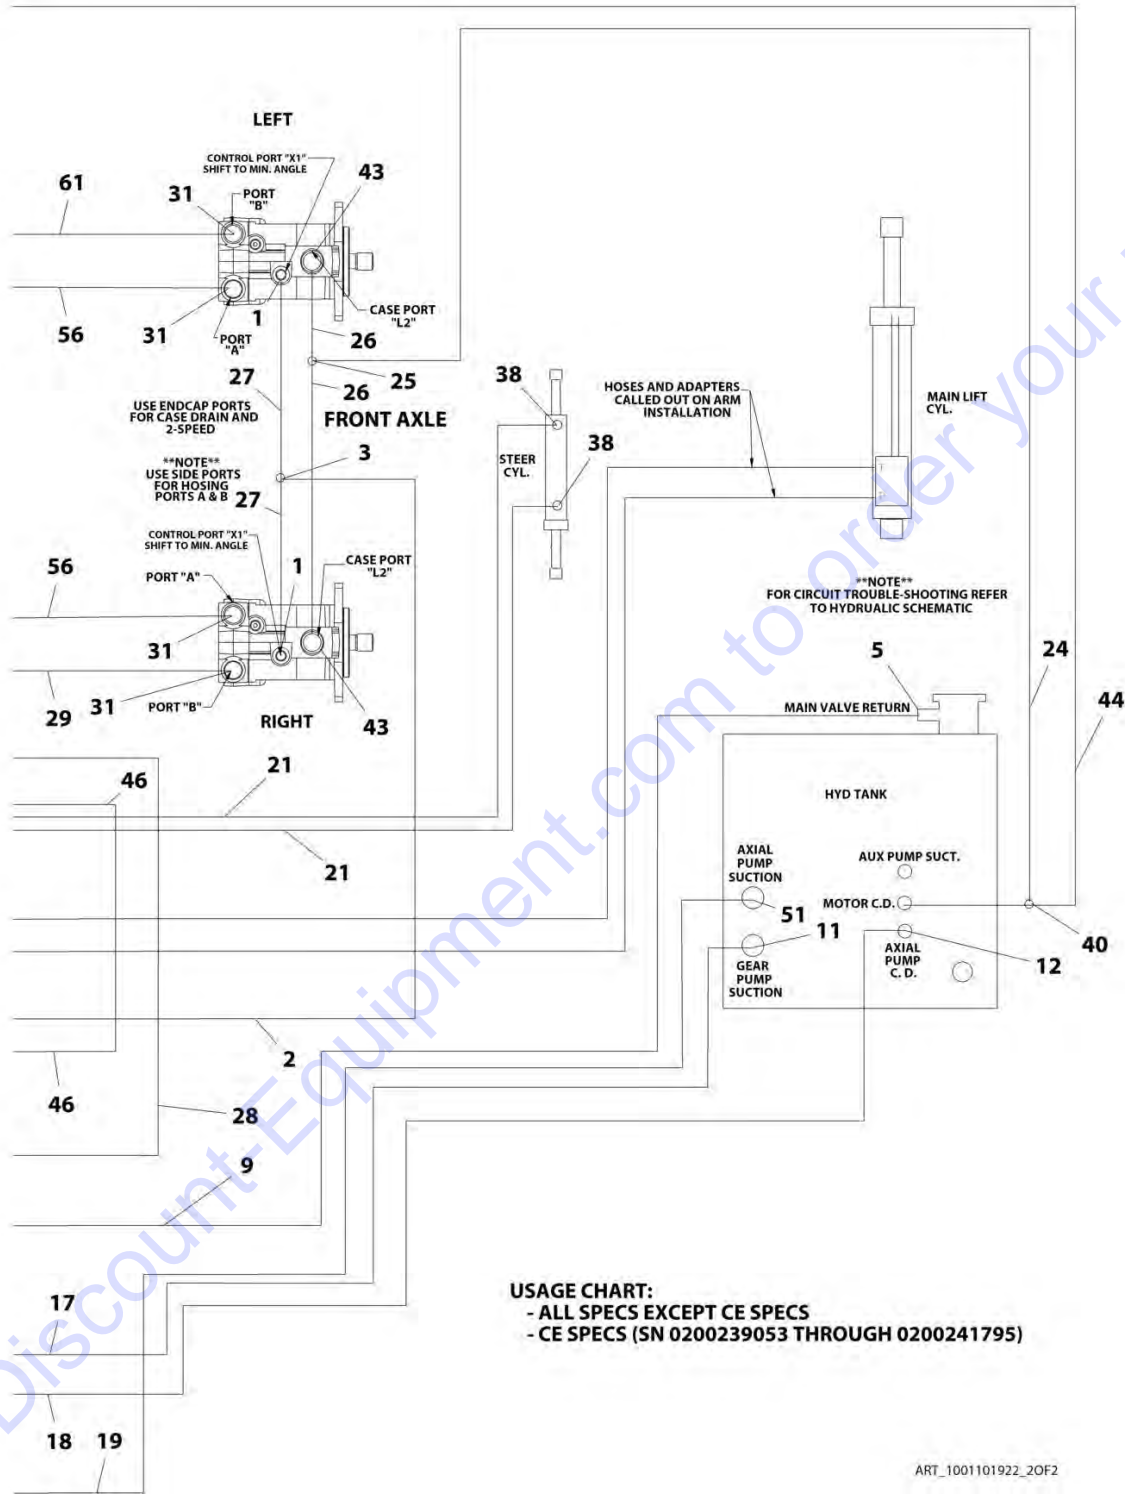 LEFT
CONTROL PORT "X1"
SHIFT TO MIN. ANGLE
43
61
31
PORT
"B"
1
CASE PORT
"L2"
56
31
PORT
"A"
26
27
25
26
38
HOSES AND ADAPTERS
CALLED OUT ON ARM
INSTALLATION
MAIN LIFT
CYL.
USE ENDCAP PORTS
FOR CASE DRAIN AND
2-SPEED
FRONT AXLE
38
3
STEER
CYL.
**NOTE**
USE SIDE PORTS
FOR HOSING
PORTS A & B
27
CONTROL PORT "X1"
SHIFT TO MIN. ANGLE
1
CASE PORT
"L2"
56
PORT "A"
**NOTE**
FOR CIRCUIT TROUBLE-SHOOTING REFER
TO HYDRUALIC SCHEMATIC
31
5
24
29
31
PORT "B"
RIGHT
43
MAIN VALVE RETURN
44
21
46
HYD TANK
21
AXIAL
PUMP
SUCTION
AUX PUMP SUCT.
51
MOTOR C.D.
11
40
GEAR
PUMP
SUCTION
AXIAL
PUMP
C. D.
12
2
46
28
9
17
USAGE CHART:
- ALL SPECS EXCEPT CE SPECS
- CE SPECS (SN 0200239053 THROUGH 0200241795)
18
19
ART_1001101922_2OF2
Discount-Equipment.com to order your